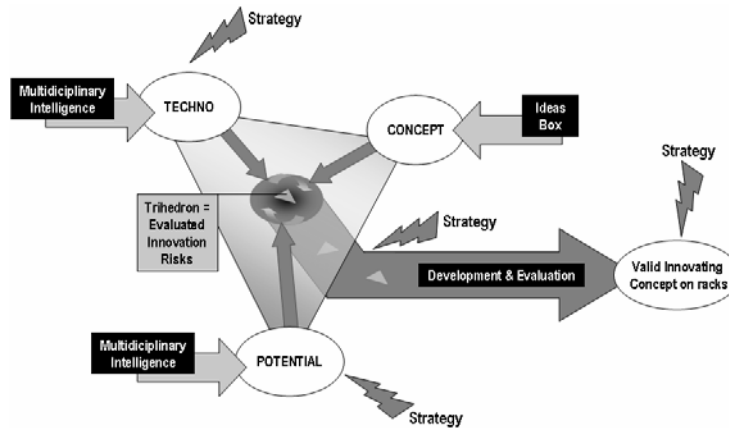 Strategy
Multidiciplinary
Intelligence
TECHNO
CONCEPT
Ideas
Box
Strategy
Trihedron =
Evaluated
Innovation
Risks
Strategy
Development & Evaluation
Valid Innovating
Concept on racks
Multidiciplinary
Intelligence
POTENTIAL
Strategy